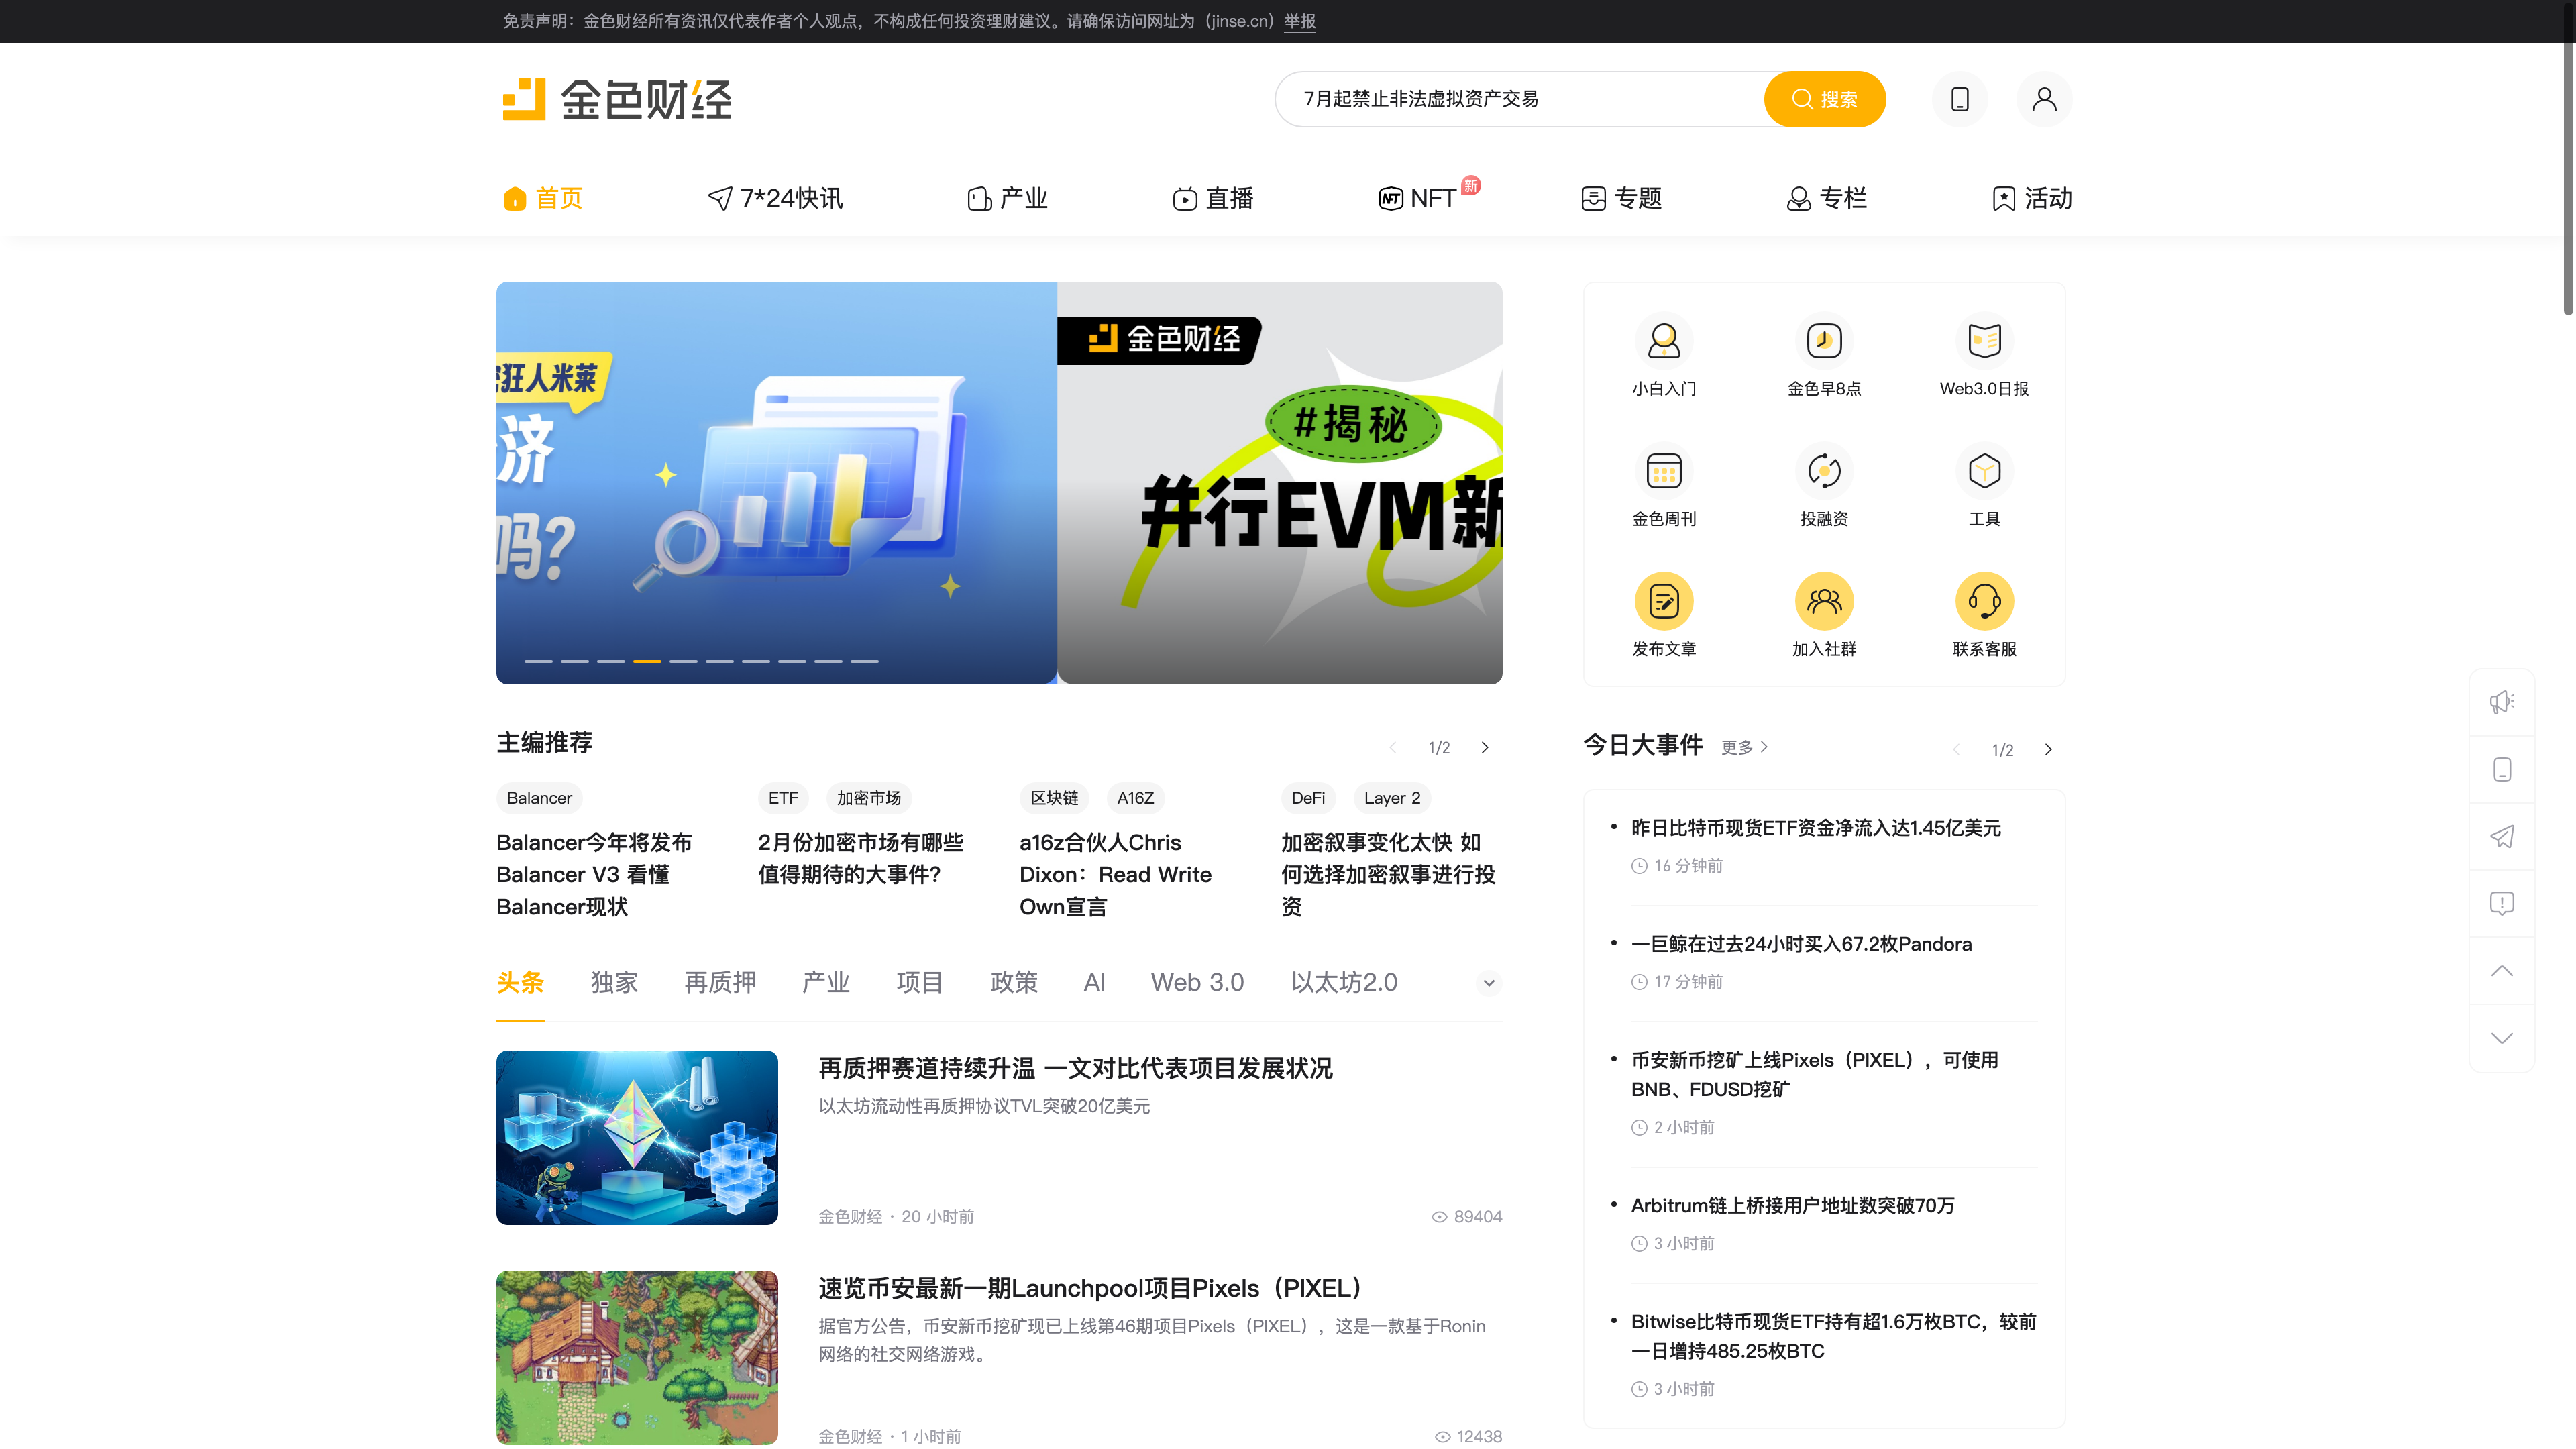 免责声明：金色财经所有资讯仅代表作者个人观点，不构成任何投资理财建议。请确保访问网址为（jinse.cn）举报
金色财经
7月起禁止非法虚拟资产交易
搜索
首页
7*24快讯
产业
直播
NFT
新
专题
专栏
活动
狂人米莱
济
吗？
金色财经
#揭秘
#行EVM新
小白入门
金色早8点
Web3.0日报
金色周刊
投融资
工具
发布文章
加入社群
联系客服
主编推荐
1/2
Balancer
Balancer今年将发布
Balancer V3 看懂
Balancer现状
ETF 加密市场
2月份加密市场有哪些
值得期待的大事件？
区块链 A16Z
a16z合伙人Chris
Dixon：Read Write
Own宣言
DeFi Layer 2
加密叙事变化太快 如
何选择加密叙事进行投
资
今日大事件 更多
1/2
昨日比特币现货ETF资金净流入达1.45亿美元
16 分钟前
一巨鲸在过去24小时买入67.2枚Pandora
17 分钟前
币安新币挖矿上线Pixels（PIXEL），可使用
BNB、FDUSD挖矿
2 小时前
Arbitrum链上桥接用户地址数突破70万
3 小时前
Bitwise比特币现货ETF持有超1.6万枚BTC，较前
一日增持485.25枚BTC
3 小时前
头条 独家 再质押 产业 项目 政策 AI Web 3.0 以太坊2.0
再质押赛道持续升温 一文对比代表项目发展状况
以太坊流动性再质押协议TVL突破20亿美元
金色财经 · 20 小时前
89404
速览币安最新一期Launchpool项目Pixels（PIXEL）
据官方公告，币安新币挖矿现已上线第46期项目Pixels（PIXEL），这是一款基于Ronin
网络的社交网络游戏。
金色财经 · 1 小时前
12438